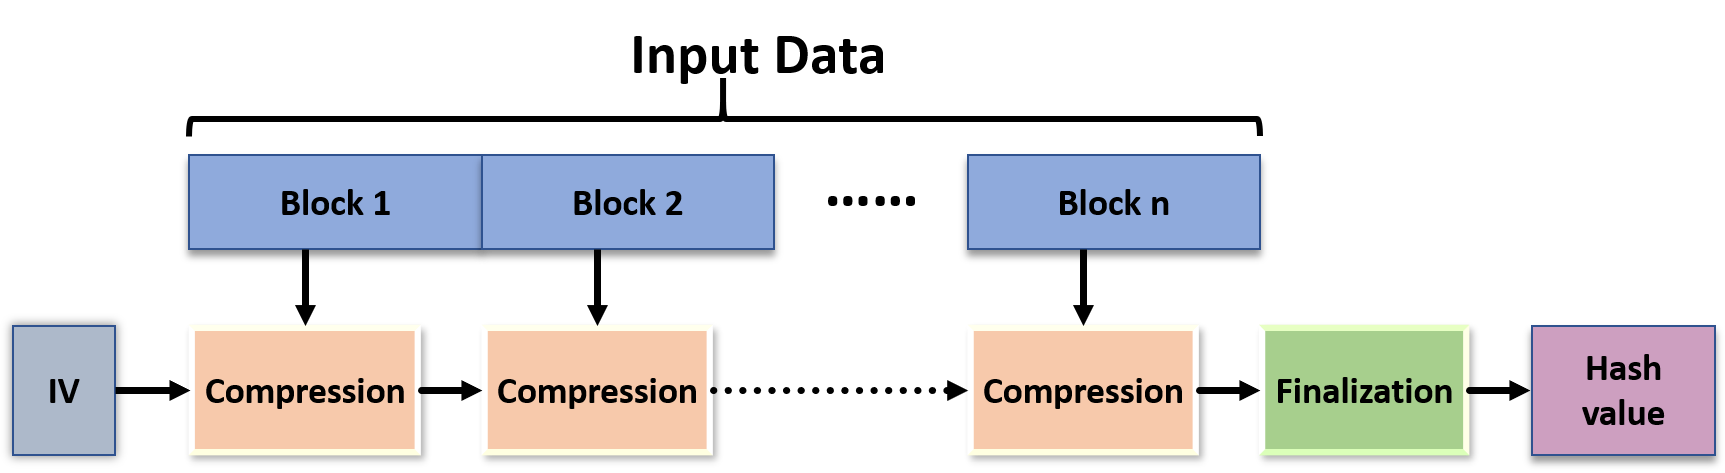 Input Data
Block 1
Block 2
......
Block n
IV
Compression
Compression
Compression
Finalization
Hash
value